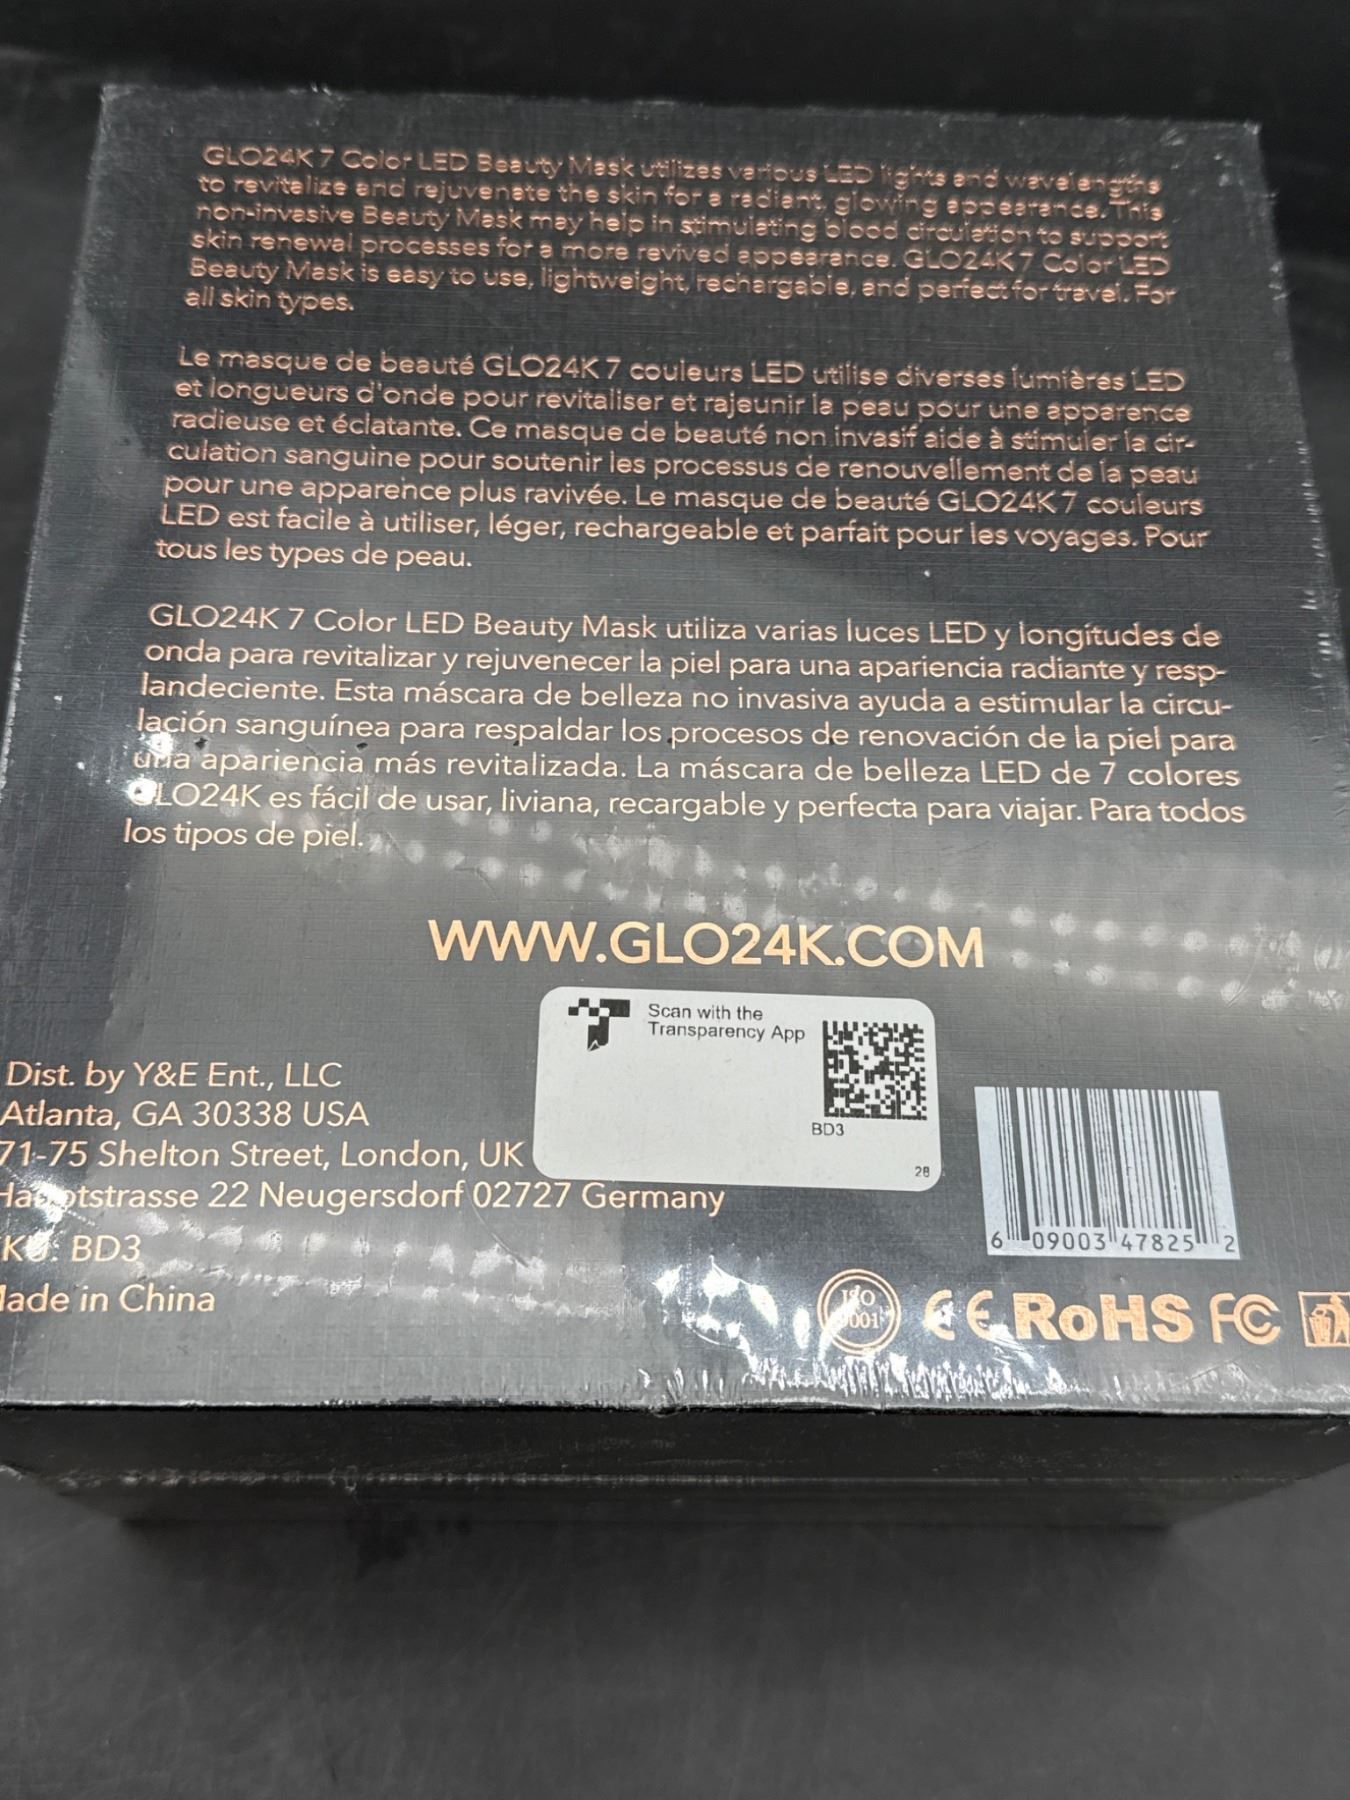 GLO24K 7 Color LED Beauty Mask utilizes various LED lights and wavelengths
to revitalize and rejuvenate the skin for a radiant, glowing appearance. This
non-invasive Beauty Mask may help in stimulating blood circulation to support
skin renewal processes for a more revived appearance. GLO24K 7 Color LED
Beauty Mask is easy to use, lightweight, rechargable, and perfect for travel. For
all skin types.
Le masque de beauté GLO24K 7 couleurs LED utilise diverses lumières LED
et longueurs d'onde pour revitaliser et rajeunir la peau pour une apparence
radieuse et éclatante. Ce masque de beauté non invasif aide à stimuler la cir-
culation sanguine pour soutenir les processus de renouvellement de la peau
pour une apparence plus ravivée. Le masque de beauté GLO24K 7 couleurs
LED est facile à utiliser, léger, rechargeable et parfait pour les voyages. Pour
tous les types de peau.
GLO24K 7 Color LED Beauty Mask utiliza varias luces LED y longitudes de
onda para revitalizar y rejuvenecer la piel para una apariencia radiante y resp-
landeciente. Esta máscara de belleza no invasiva ayuda a estimular la circu-
lación sanguínea para respaldar los procesos de renovación de la piel para
una apariencia más revitalizada. La máscara de belleza LED de 7 colores
GLO24K es fácil de usar, liviana, recargable y perfecta para viajar. Para todos
los tipos de piel.
WWW.GLO24K.COM
Scan with the
Transparency App
BD3
28
Dist. by Y&E Ent., LLC
Atlanta, GA 30338 USA
71-75 Shelton Street, London, UK
Hauptstrasse 22 Neugersdorf 02727 Germany
KU: BD3
Made in China
6 09003 47825 2
ISO
9001
CE RoHS FC